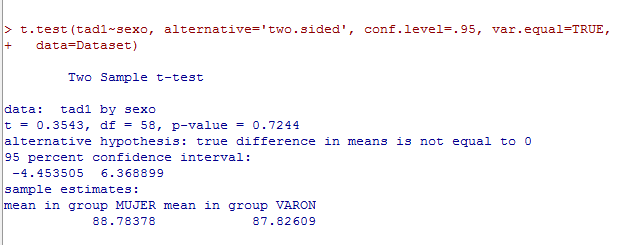 > t.test(tad1~sexo, alternative='two.sided', conf.level=.95, var.equal=TRUE,
+   data=Dataset)
Two Sample t-test
data:  tad1 by sexo
t = 0.3543, df = 58, p-value = 0.7244
alternative hypothesis: true difference in means is not equal to 0
95 percent confidence interval:
-4.453505  6.368899
sample estimates:
mean in group MUJER mean in group VARON
88.78378            87.82609